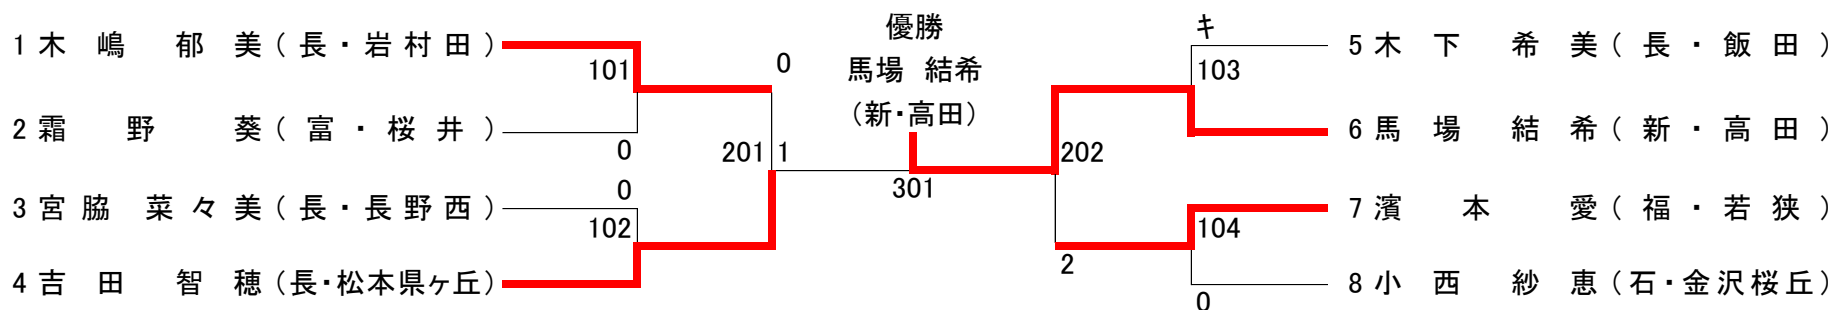 優勝
馬場 結希
(新・高田)
1 木嶋 郁美(長・岩村田)
101
0
2 霜野 葵(富・桜井)
0
201
1
301
0
3 宮脇 菜々美(長・長野西)
102
4 吉田 智穂(長・松本県ヶ丘)
キ
5 木下 希美(長・飯田)
103
6 馬場 結希(新・高田)
202
7 濱本 愛(福・若狭)
104
2
8 小西 紗恵(石・金沢桜丘)
0